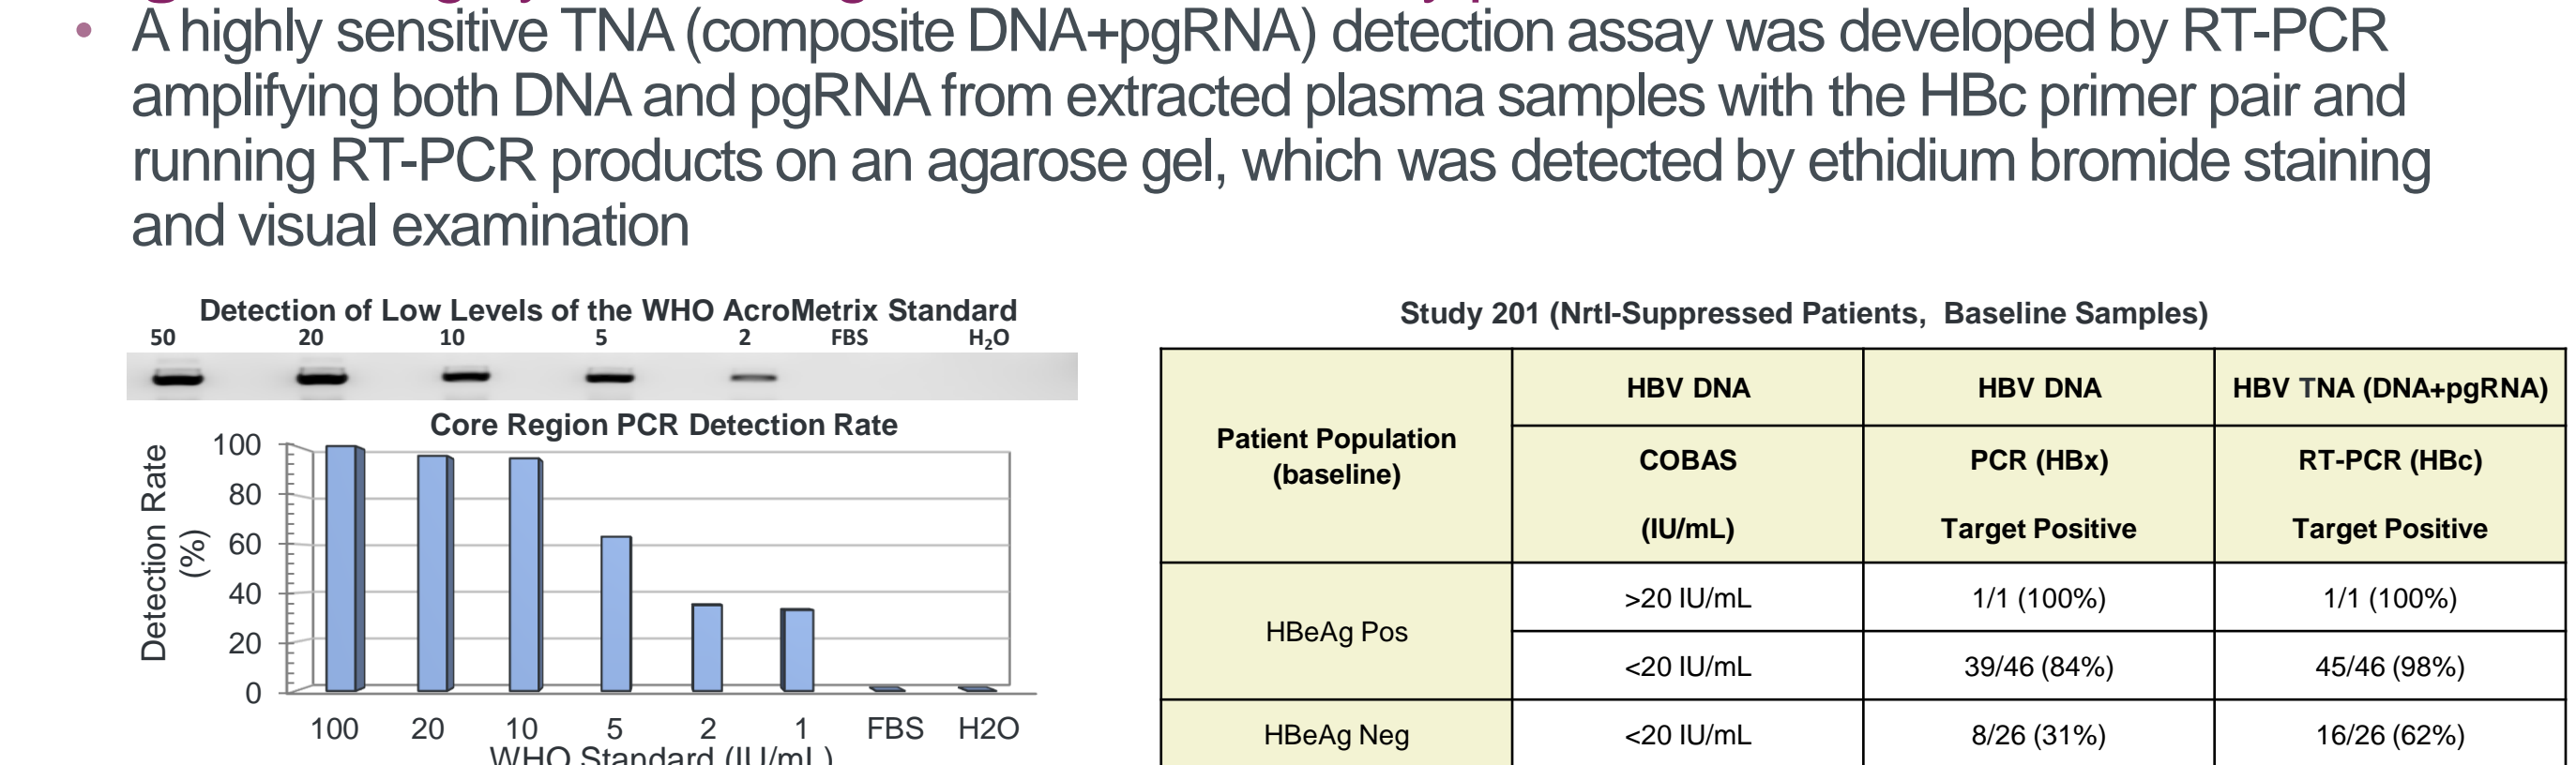 • A highly sensitive TNA (composite DNA+pgRNA) detection assay was developed by RT-PCR
amplifying both DNA and pgRNA from extracted plasma samples with the HBc primer pair and
running RT-PCR products on an agarose gel, which was detected by ethidium bromide staining
and visual examination
Detection of Low Levels of the WHO AcroMetrix Standard
50 20 10 5 2 FBS H₂O
Core Region PCR Detection Rate
Detection Rate
(%)
100
80
60
40
20
0
100 20 10 5 2 1 FBS H2O
WHO Standard (IU/mL)
Study 201 (NrtI-Suppressed Patients, Baseline Samples)
Patient Population
(baseline)
HBV DNA HBV DNA HBV TNA (DNA+pgRNA)
COBAS PCR (HBx) RT-PCR (HBc)
(IU/mL) Target Positive Target Positive
HBeAg Pos
>20 IU/mL 1/1 (100%) 1/1 (100%)
<20 IU/mL 39/46 (84%) 45/46 (98%)
HBeAg Neg <20 IU/mL 8/26 (31%) 16/26 (62%)